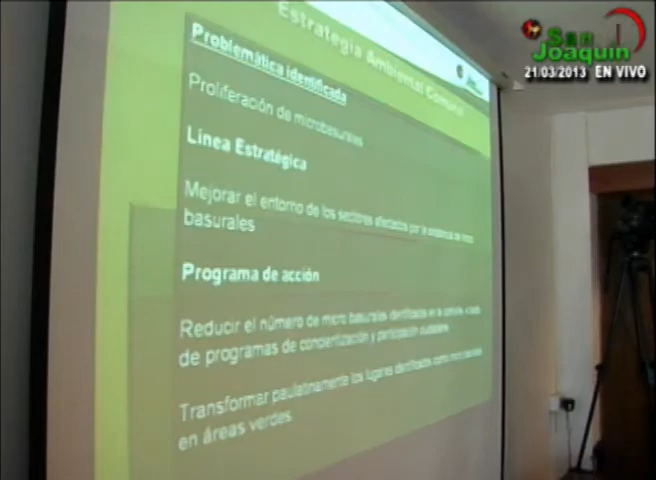 San
Joaquin
21/03/2013 EN VIVO
Estrategia Ambiental Comunal
Problemática identificada
Proliferación de microbasurales
Línea Estratégica
Mejorar el entorno de los sectores afectados por la presencia de micro
basurales
Programa de acción
Reducir el número de micro basurales identificados en la comuna, a través
de programas de concientización y participación ciudadana
Transformar paulatinamente los lugares identificados como micro basurales
en áreas verdes.